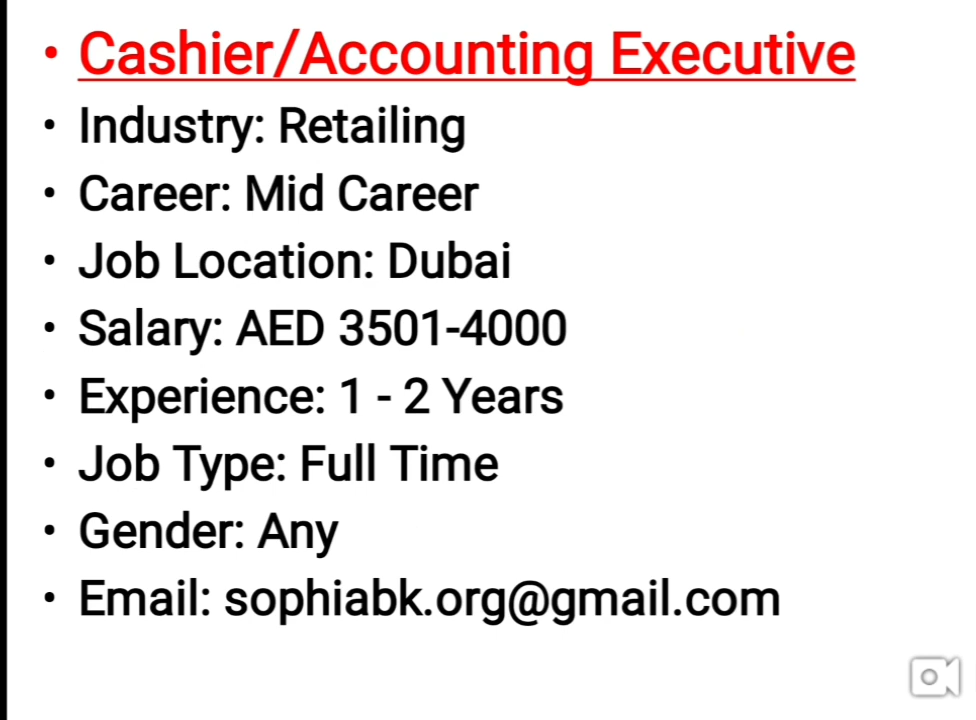 • Cashier/Accounting Executive
• Industry: Retailing
• Career: Mid Career
• Job Location: Dubai
• Salary: AED 3501-4000
• Experience: 1 - 2 Years
• Job Type: Full Time
• Gender: Any
• Email: sophiabk.org@gmail.com